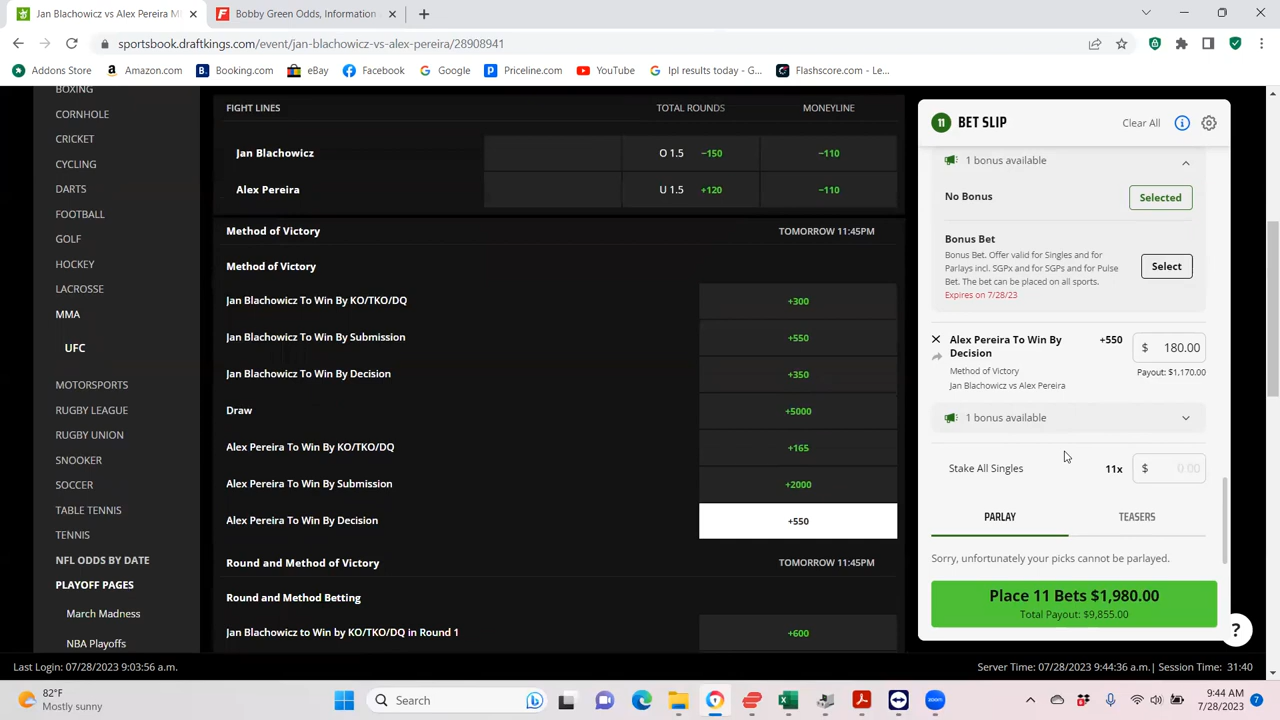 Jan Blachowicz vs Alex Pereira M
Bobby Green Odds, Information
sportsbook.draftkings.com/event/jan-blachowicz-vs-alex-pereira/28908941
Addons Store
Amazon.com
Booking.com
eBay
Facebook
Google
Priceline.com
YouTube
Ipl results today - G...
Flashscore.com - Le...
BOXING
CORNHOLE
CRICKET
CYCLING
DARTS
FOOTBALL
GOLF
HOCKEY
LACROSSE
MMA
UFC
MOTORSPORTS
RUGBY LEAGUE
RUGBY UNION
SNOOKER
SOCCER
TABLE TENNIS
TENNIS
NFL ODDS BY DATE
PLAYOFF PAGES
March Madness
NBA Playoffs
FIGHT LINES TOTAL ROUNDS MONEYLINE
Jan Blachowicz O 1.5 −150 −110
Alex Pereira U 1.5 +120 −110
Method of Victory TOMORROW 11:45PM
Method of Victory
Jan Blachowicz To Win By KO/TKO/DQ +300
Jan Blachowicz To Win By Submission +550
Jan Blachowicz To Win By Decision +350
Draw +5000
Alex Pereira To Win By KO/TKO/DQ +165
Alex Pereira To Win By Submission +2000
Alex Pereira To Win By Decision +550
Round and Method of Victory TOMORROW 11:45PM
Round and Method Betting
Jan Blachowicz to Win by KO/TKO/DQ in Round 1 +600
11 BET SLIP Clear All
1 bonus available
No Bonus Selected
Bonus Bet
Bonus Bet. Offer valid for Singles and for
Parlays incl. SGPx and for SGPs and for Pulse
Bet. The bet can be placed on all sports.
Expires on 7/28/23
Select
Alex Pereira To Win By +550 $ 180.00
Decision
Method of Victory Payout: $1,170.00
Jan Blachowicz vs Alex Pereira
1 bonus available
Stake All Singles 11x $ 0.00
PARLAY TEASERS
Sorry, unfortunately your picks cannot be parlayed.
Place 11 Bets $1,980.00
Total Payout: $9,855.00
?
Last Login: 07/28/2023 9:03:56 a.m.
Server Time: 07/28/2023 9:44:36 a.m.| Session Time: 31:40
82°F
Mostly sunny
Search
zoom
9:44 AM
7/28/2023
7